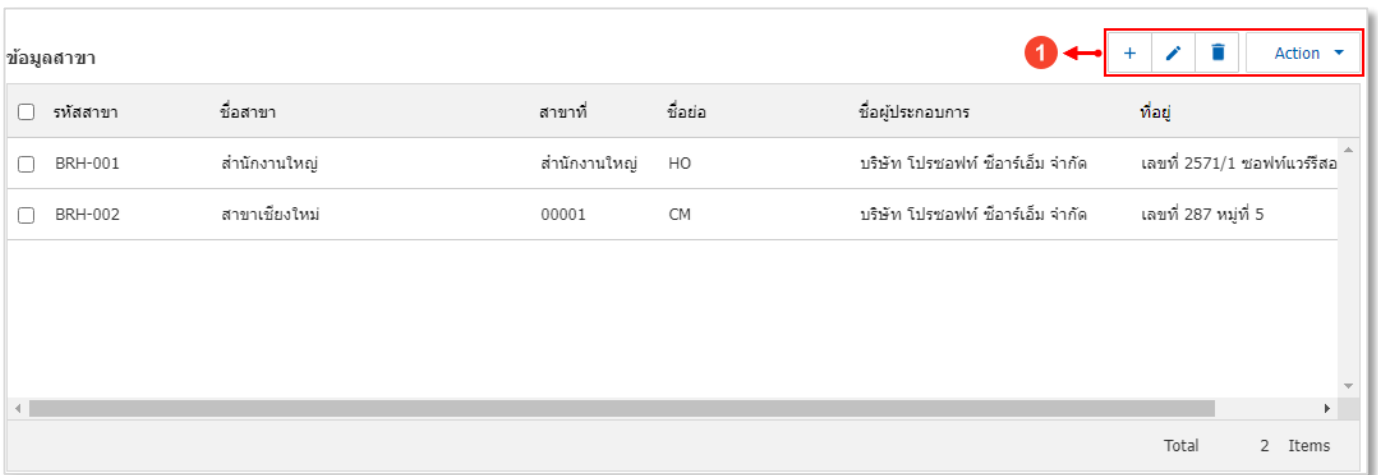 1
Action
ข้อมูลสาขา
รหัสสาขา ชื่อสาขา สาขาที่ ชื่อย่อ ชื่อผู้ประกอบการ ที่อยู่
BRH-001 สำนักงานใหญ่ สำนักงานใหญ่ HO บริษัท โปรซอฟท์ ซีอาร์เอ็ม จำกัด เลขที่ 2571/1 ซอฟท์แวร์รีสอ
BRH-002 สาขาเชียงใหม่ 00001 CM บริษัท โปรซอฟท์ ซีอาร์เอ็ม จำกัด เลขที่ 287 หมู่ที่ 5
Total 2 Items